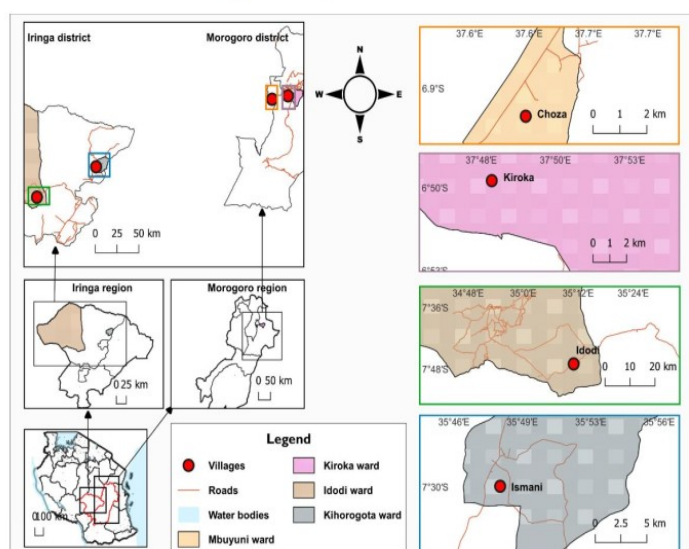 Iringa district
Morogoro district
N
W
E
S
0 25 50 km
Iringa region
Morogoro region
0 25 km
0 50 km
Legend
Villages
Roads
Water bodies
Mbuyuni ward
Kiroka ward
Idodi ward
Kihorogota ward
37.6°E
37.6°E
37.7°E
37.7°E
6.9°S
Choza
0 1 2 km
37°48'E
37°50'E
37°53'E
6°50'S
Kiroka
0 1 2 km
34°48'E
35°0'E
35°12'E
35°24'E
7°36'S
Idodi
7°48'S
0 10 20 km
35°46'E
35°49'E
35°53'E
35°56'E
7°30'S
Ismani
0 2.5 5 km